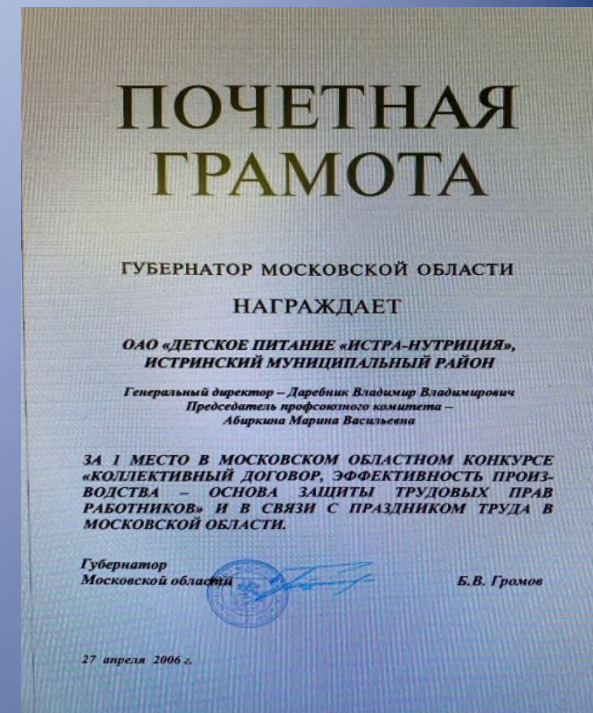 ПОЧЕТНАЯ
ГРАМОТА
ГУБЕРНАТОР МОСКОВСКОЙ ОБЛАСТИ
НАГРАЖДАЕТ
ОАО «ДЕТСКОЕ ПИТАНИЕ «ИСТРА-НУТРИЦИЯ»,
ИСТРИНСКИЙ МУНИЦИПАЛЬНЫЙ РАЙОН
Генеральный директор – Даребник Владимир Владимирович
Председатель профсоюзного комитета –
Абиркина Марина Васильевна
ЗА 1 МЕСТО В МОСКОВСКОМ ОБЛАСТНОМ КОНКУРСЕ
«КОЛЛЕКТИВНЫЙ ДОГОВОР, ЭФФЕКТИВНОСТЬ ПРОИЗ-
ВОДСТВА – ОСНОВА ЗАЩИТЫ ТРУДОВЫХ ПРАВ
РАБОТНИКОВ» И В СВЯЗИ С ПРАЗДНИКОМ ТРУДА В
МОСКОВСКОЙ ОБЛАСТИ.
Губернатор
Московской области Б.В. Громов
27 апреля 2006 г.